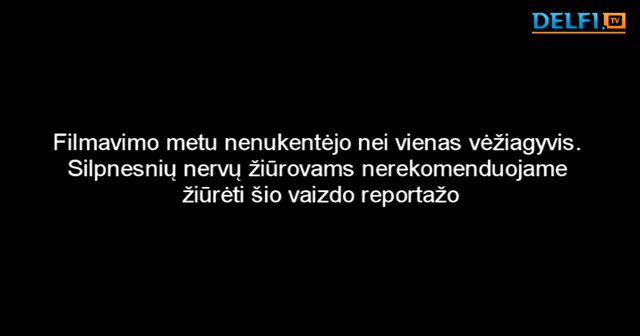 DELFI.TV
Filmavimo metu nenukentėjo nei vienas vėžiagyvis.
Silpnesnių nervų žiūrovams nerekomenduojame
žiūrėti šio vaizdo reportažo